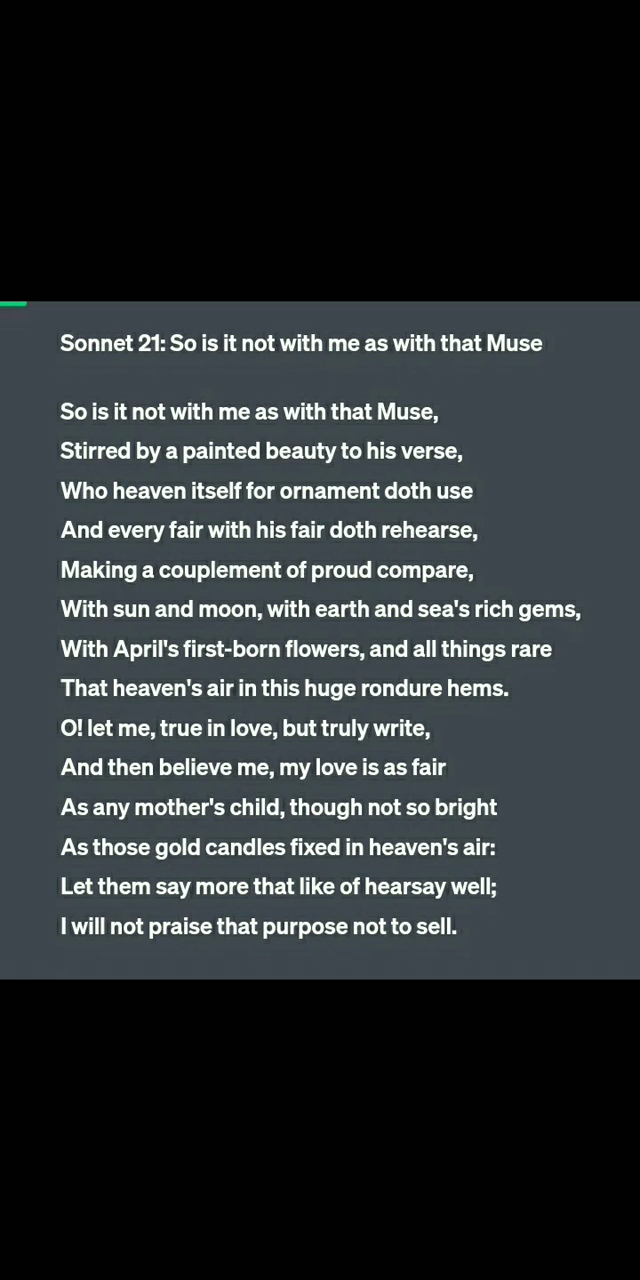 Sonnet 21: So is it not with me as with that Muse
So is it not with me as with that Muse,
Stirred by a painted beauty to his verse,
Who heaven itself for ornament doth use
And every fair with his fair doth rehearse,
Making a couplement of proud compare,
With sun and moon, with earth and sea's rich gems,
With April's first-born flowers, and all things rare
That heaven's air in this huge rondure hems.
O! let me, true in love, but truly write,
And then believe me, my love is as fair
As any mother's child, though not so bright
As those gold candles fixed in heaven's air:
Let them say more that like of hearsay well;
I will not praise that purpose not to sell.